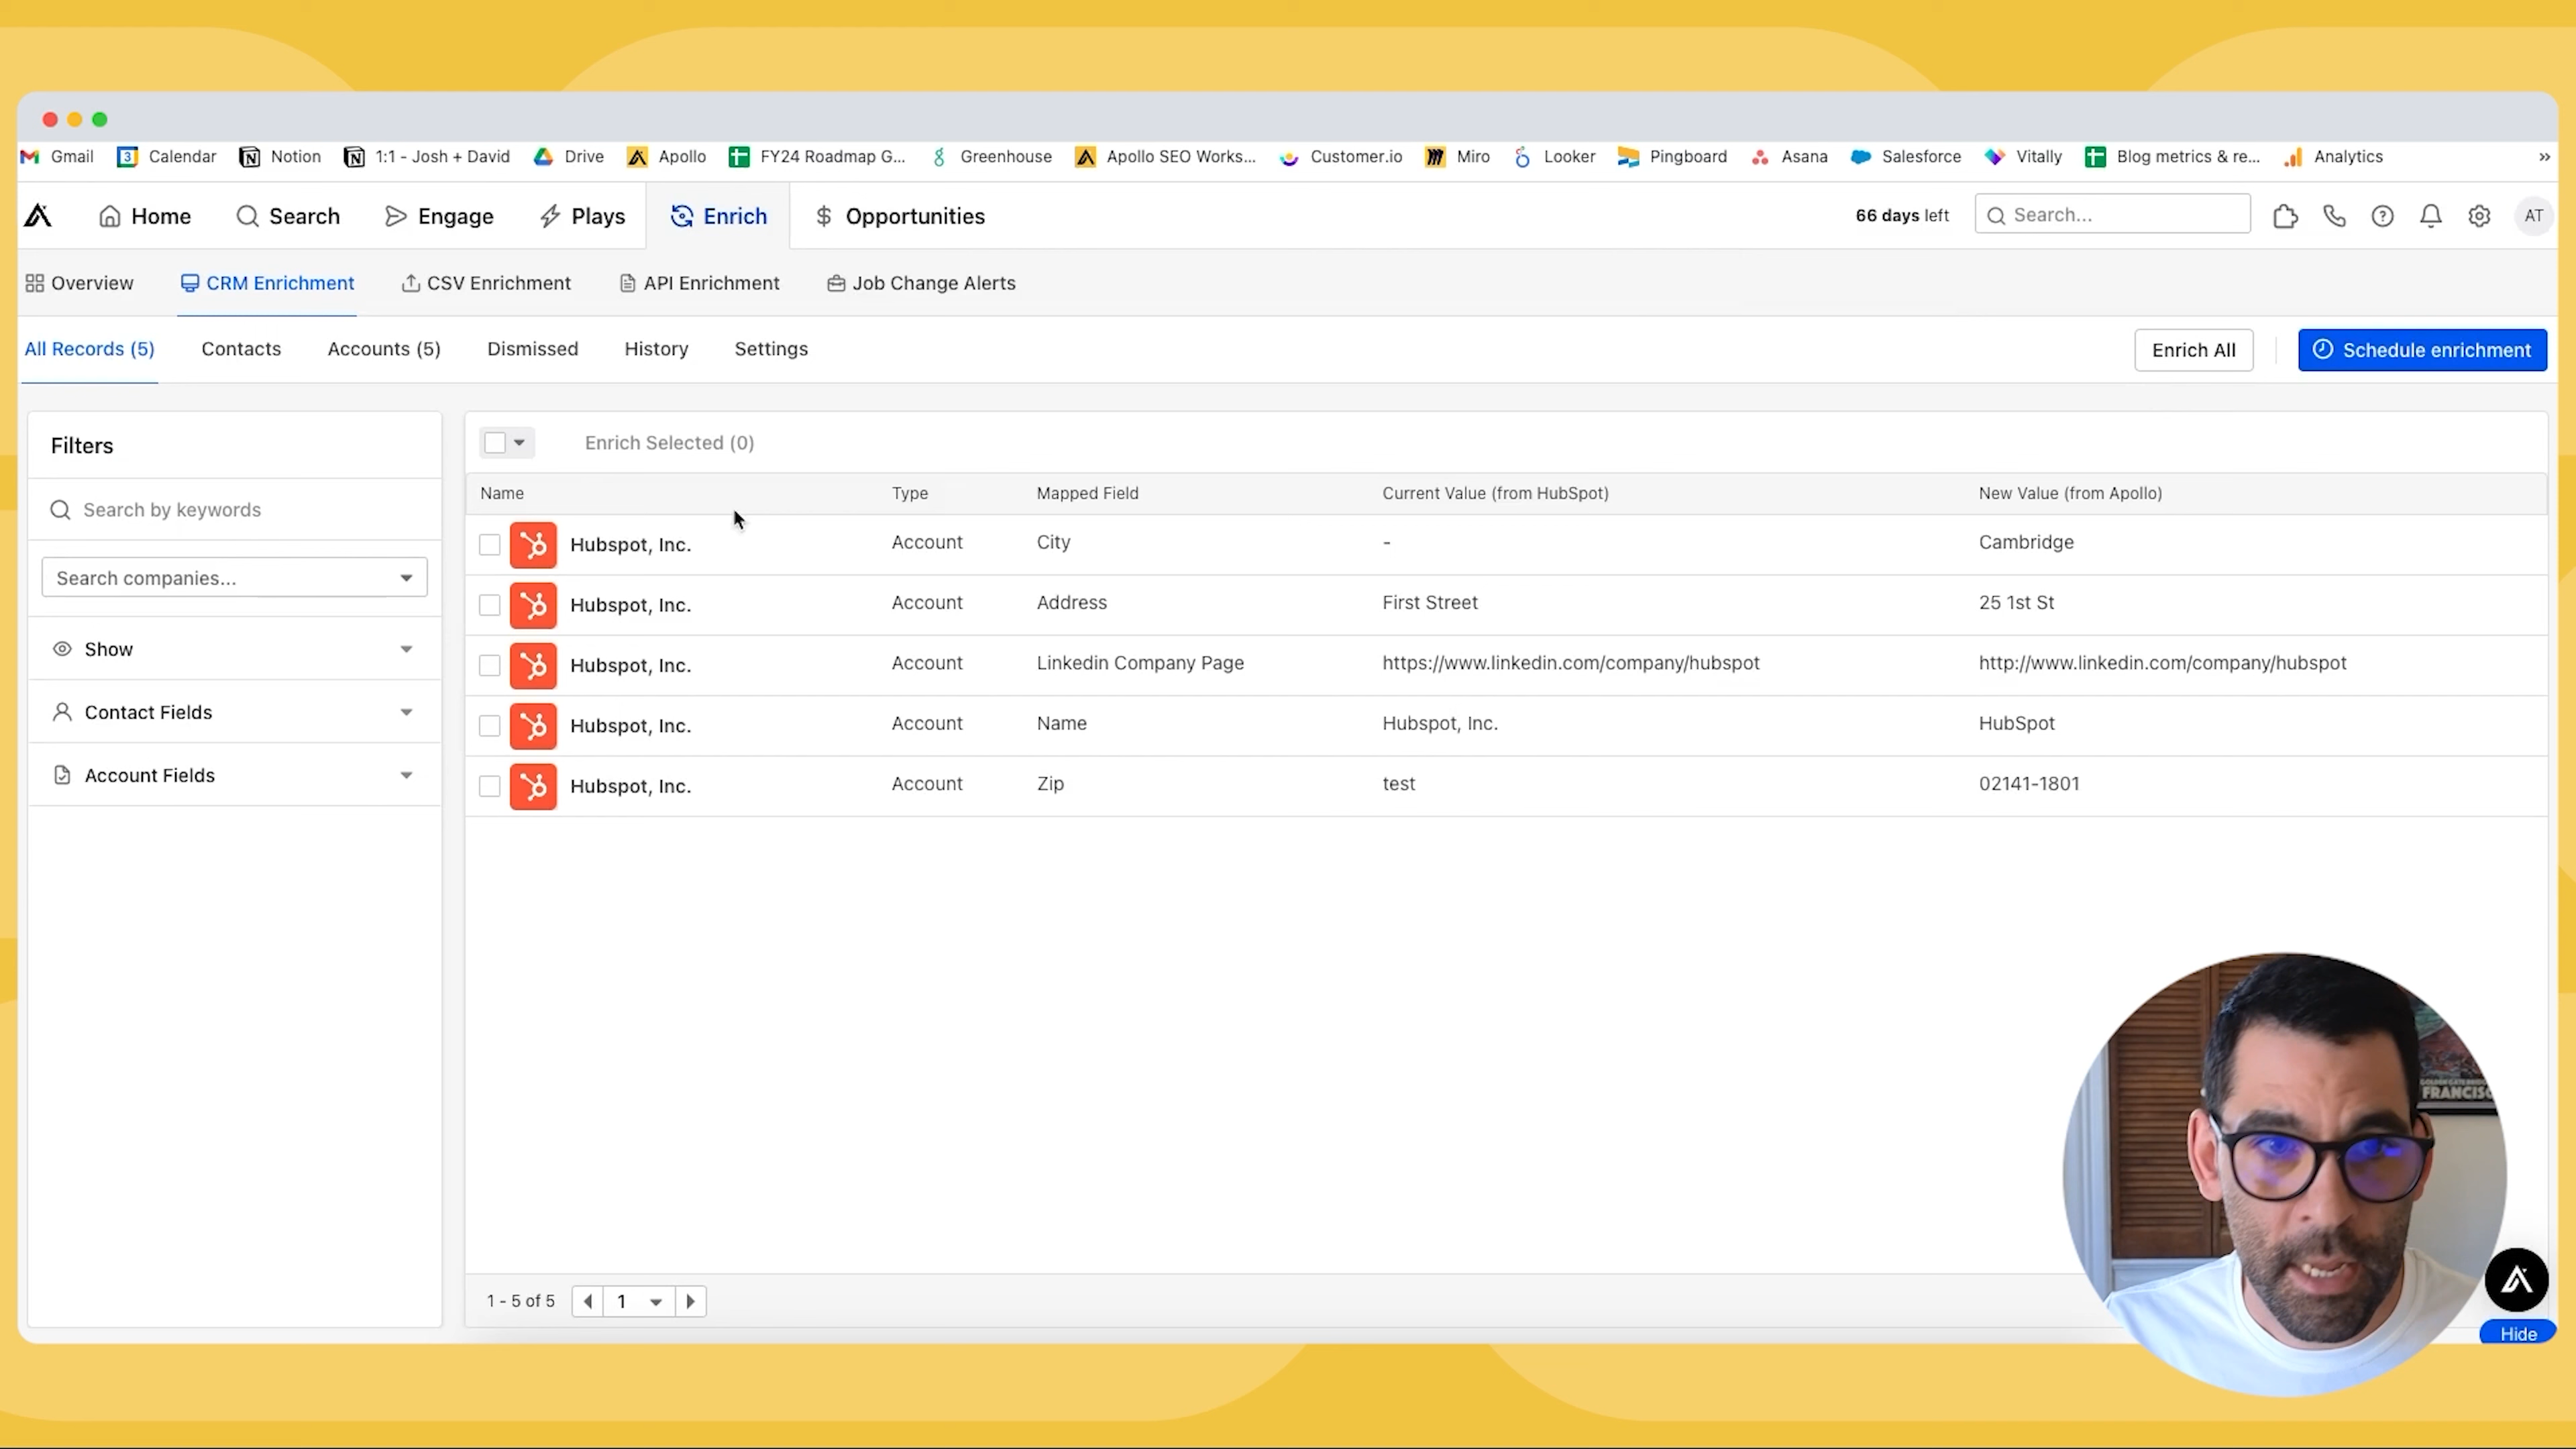 Gmail 3 Calendar Notion 1:1 - Josh + David Drive Apollo FY24 Roadmap G... Greenhouse Apollo SEO Works... Customer.io Miro Looker Pingboard Asana Salesforce Vitally Blog metrics & re... Analytics »
Home Search Engage Plays Enrich $ Opportunities 66 days left Search... AT
Overview CRM Enrichment CSV Enrichment API Enrichment Job Change Alerts
All Records (5) Contacts Accounts (5) Dismissed History Settings Enrich All Schedule enrichment
Filters
Search by keywords
Search companies...
Show
Contact Fields
Account Fields
Enrich Selected (0)
Name Type Mapped Field Current Value (from HubSpot) New Value (from Apollo)
Hubspot, Inc. Account City - Cambridge
Hubspot, Inc. Account Address First Street 25 1st St
Hubspot, Inc. Account Linkedin Company Page https://www.linkedin.com/company/hubspot http://www.linkedin.com/company/hubspot
Hubspot, Inc. Account Name Hubspot, Inc. HubSpot
Hubspot, Inc. Account Zip test 02141-1801
1 - 5 of 5 1
Hide